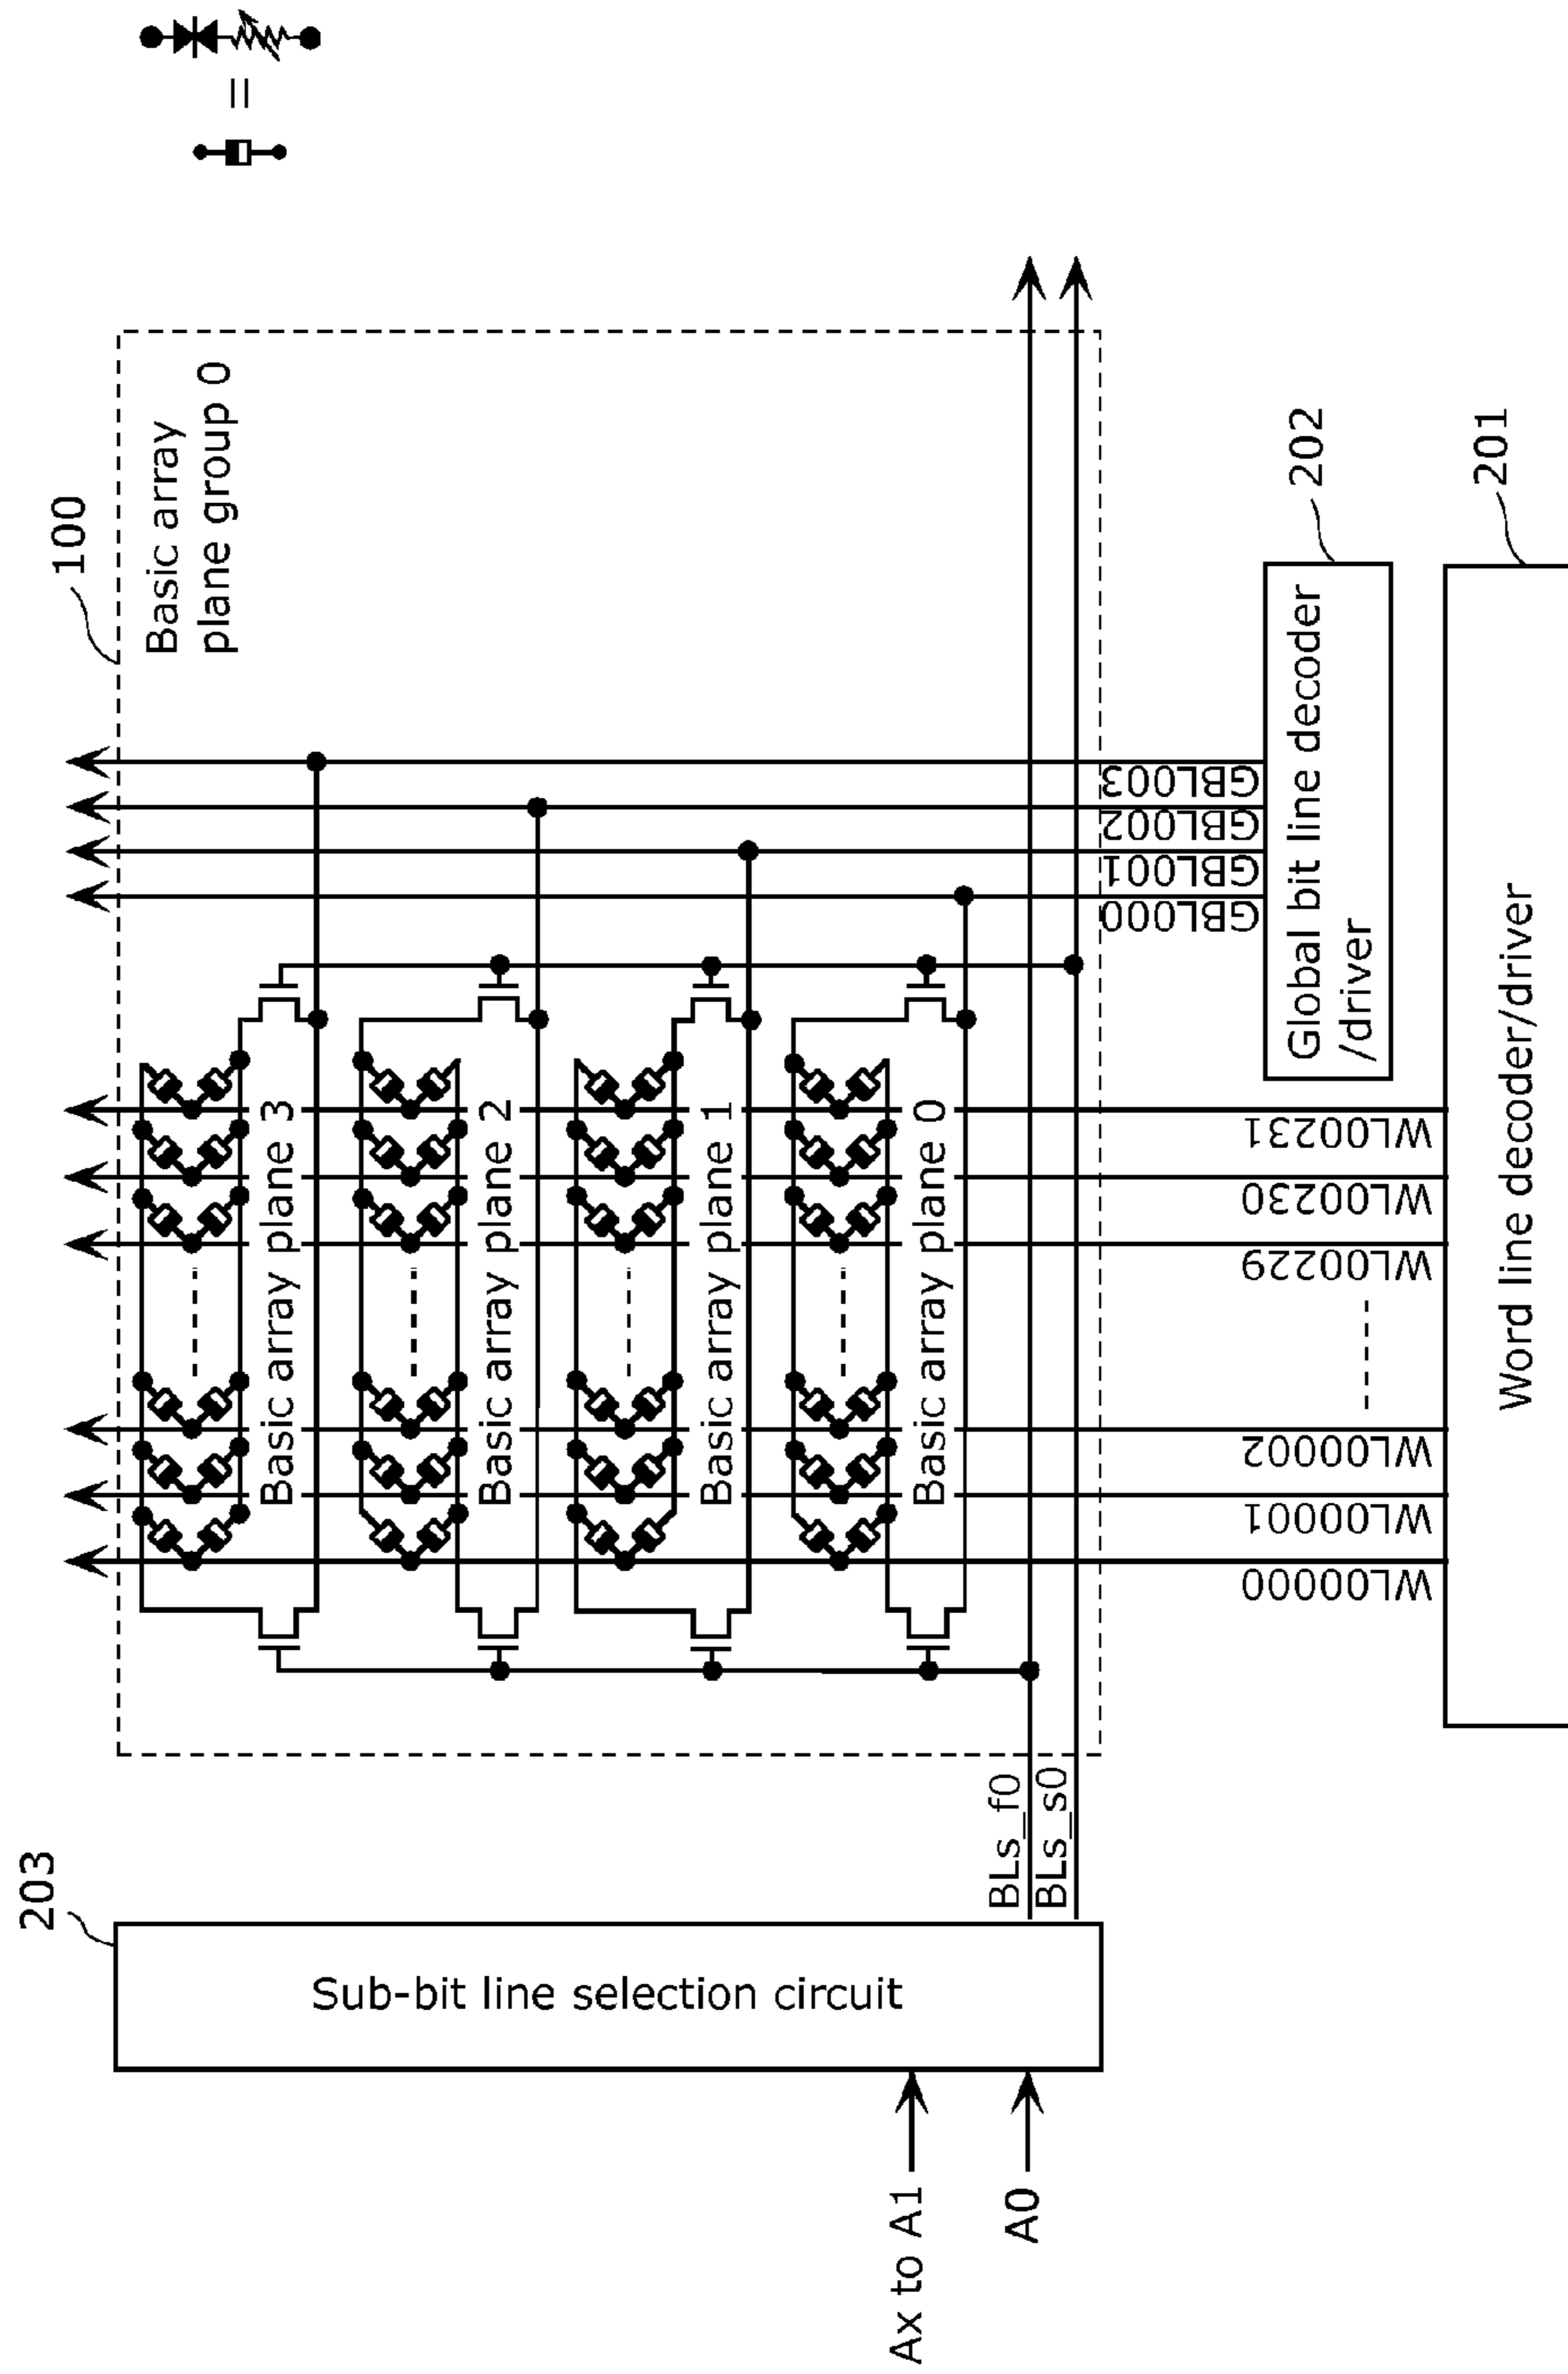 203
Sub-bit line selection circuit
Ax to A1
A0
BLs_f0
BLs_s0
100
Basic array
plane group 0
Basic array plane 3
Basic array plane 2
Basic array plane 1
Basic array plane 0
=
GBL003
GBL002
GBL001
GBL000
WL00000
WL00001
WL00002
WL00229
WL00230
WL00231
202
Global bit line decoder
/driver
201
Word line decoder/driver